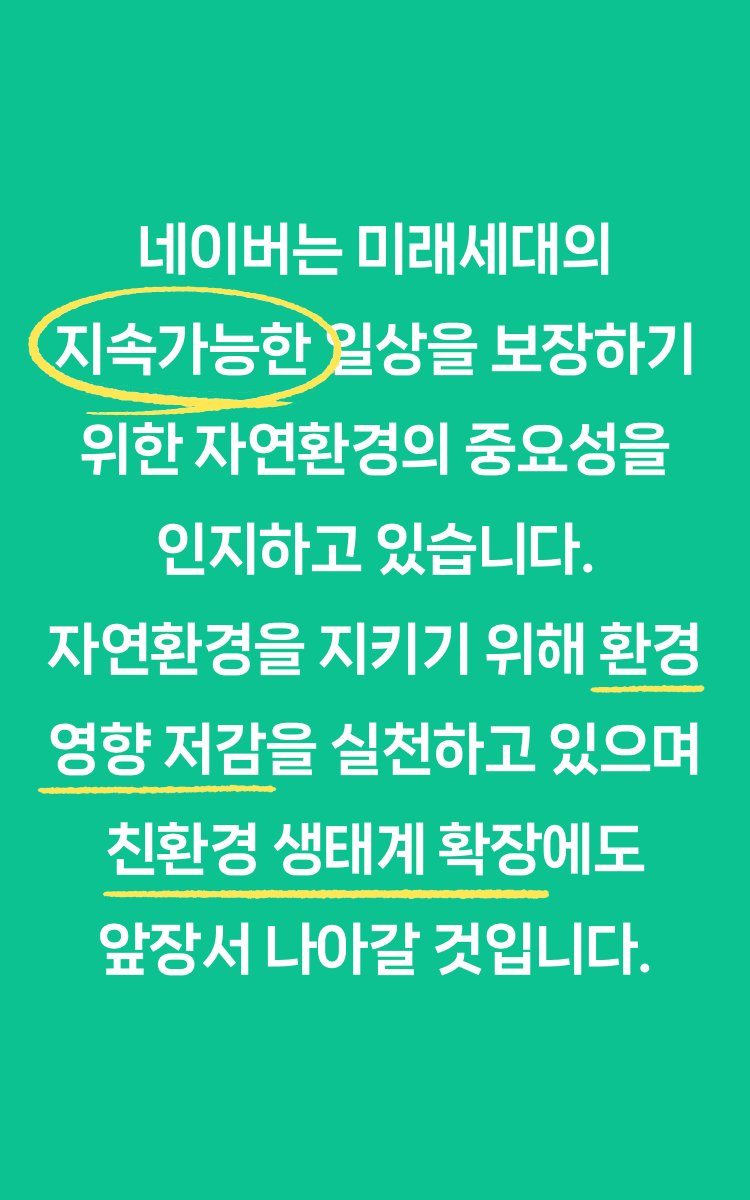 네이버는 미래세대의
지속가능한 일상을 보장하기
위한 자연환경의 중요성을
인지하고 있습니다.
자연환경을 지키기 위해 환경
영향 저감을 실천하고 있으며
친환경 생태계 확장에도
앞장서 나아갈 것입니다.